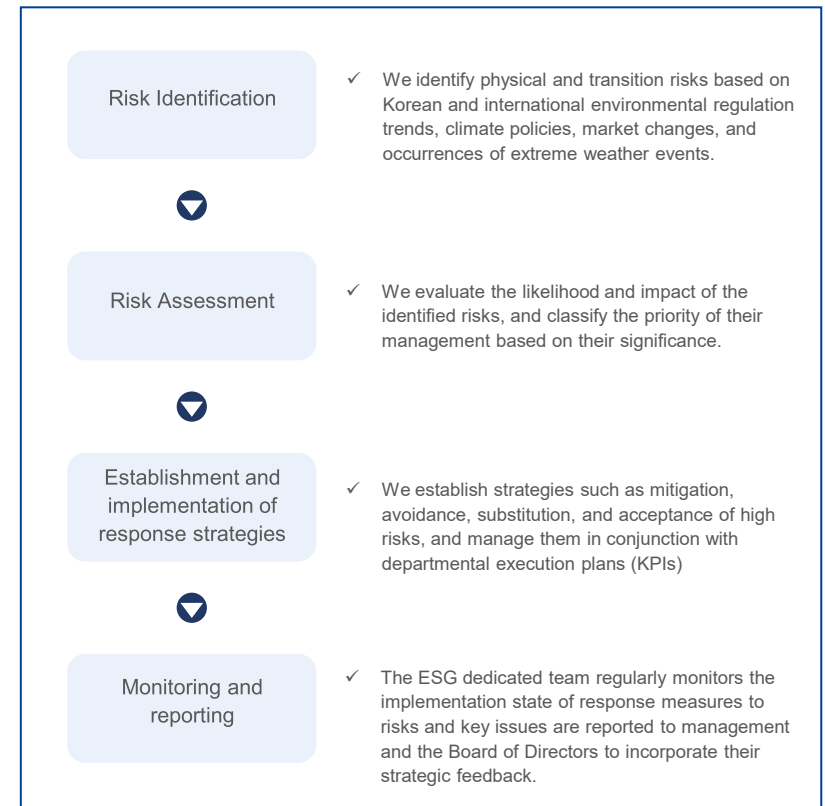 Risk Identification
✓ We identify physical and transition risks based on
Korean and international environmental regulation
trends, climate policies, market changes, and
occurrences of extreme weather events.
Risk Assessment
✓ We evaluate the likelihood and impact of the
identified risks, and classify the priority of their
management based on their significance.
Establishment and
implementation of
response strategies
✓ We establish strategies such as mitigation,
avoidance, substitution, and acceptance of high
risks, and manage them in conjunction with
departmental execution plans (KPIs)
Monitoring and
reporting
✓ The ESG dedicated team regularly monitors the
implementation state of response measures to
risks and key issues are reported to management
and the Board of Directors to incorporate their
strategic feedback.